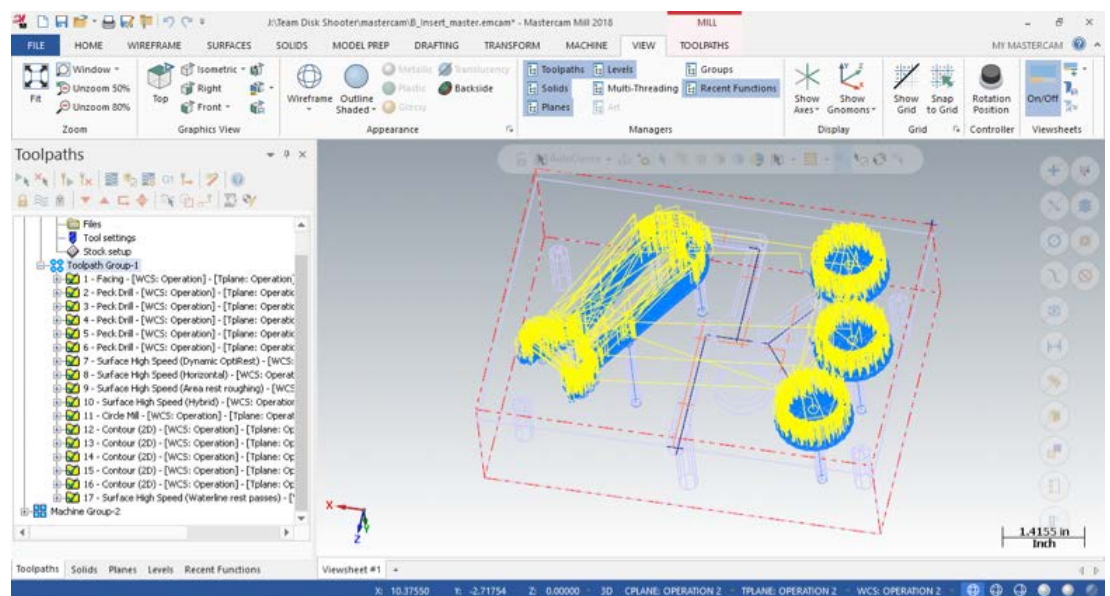 J:\Team Disk Shooter\mastercam\B_Insert_master.emcam* - Mastercam Mill 2018
MILL
FILE HOME WIREFRAME SURFACES SOLIDS MODEL PREP DRAFTING TRANSFORM MACHINE VIEW TOOLPATHS MY MASTERCAM
Window Isometric Metallic Translucency Toolpaths Levels Groups
Unzoom 50% Right Plastic Backside Solids Multi-Threading Recent Functions
Fit Unzoom 80% Top Front Wireframe Outline Shaded Glossy Planes Art Show Axes Show Gnomons Show Grid Snap to Grid Rotation Position On/Off
Zoom Graphics View Appearance Managers Display Grid Controller Viewsheets
Toolpaths
AutoCursor
G1
Files
Tool settings
Stock setup
Toolpath Group-1
1 - Facing - [WCS: Operation] - [Tplane: Operation]
2 - Peck Drill - [WCS: Operation] - [Tplane: Operatic
3 - Peck Drill - [WCS: Operation] - [Tplane: Operatic
4 - Peck Drill - [WCS: Operation] - [Tplane: Operatic
5 - Peck Drill - [WCS: Operation] - [Tplane: Operatic
6 - Peck Drill - [WCS: Operation] - [Tplane: Operatic
7 - Surface High Speed (Dynamic OptiRest) - [WCS:
8 - Surface High Speed (Horizontal) - [WCS: Operat
9 - Surface High Speed (Area rest roughing) - [WCS
10 - Surface High Speed (Hybrid) - [WCS: Operation
11 - Circle Mill - [WCS: Operation] - [Tplane: Operat
12 - Contour (2D) - [WCS: Operation] - [Tplane: Op
13 - Contour (2D) - [WCS: Operation] - [Tplane: Op
14 - Contour (2D) - [WCS: Operation] - [Tplane: Op
15 - Contour (2D) - [WCS: Operation] - [Tplane: Op
16 - Contour (2D) - [WCS: Operation] - [Tplane: Op
17 - Surface High Speed (Waterline rest passes) - [
Machine Group-2
X
Y
Z
1.4155 in
Inch
Toolpaths Solids Planes Levels Recent Functions Viewsheet #1 +
X: 10.37550 Y: -2.71754 Z: 0.00000 3D CPLANE: OPERATION 2 TPLANE: OPERATION 2 WCS: OPERATION 2